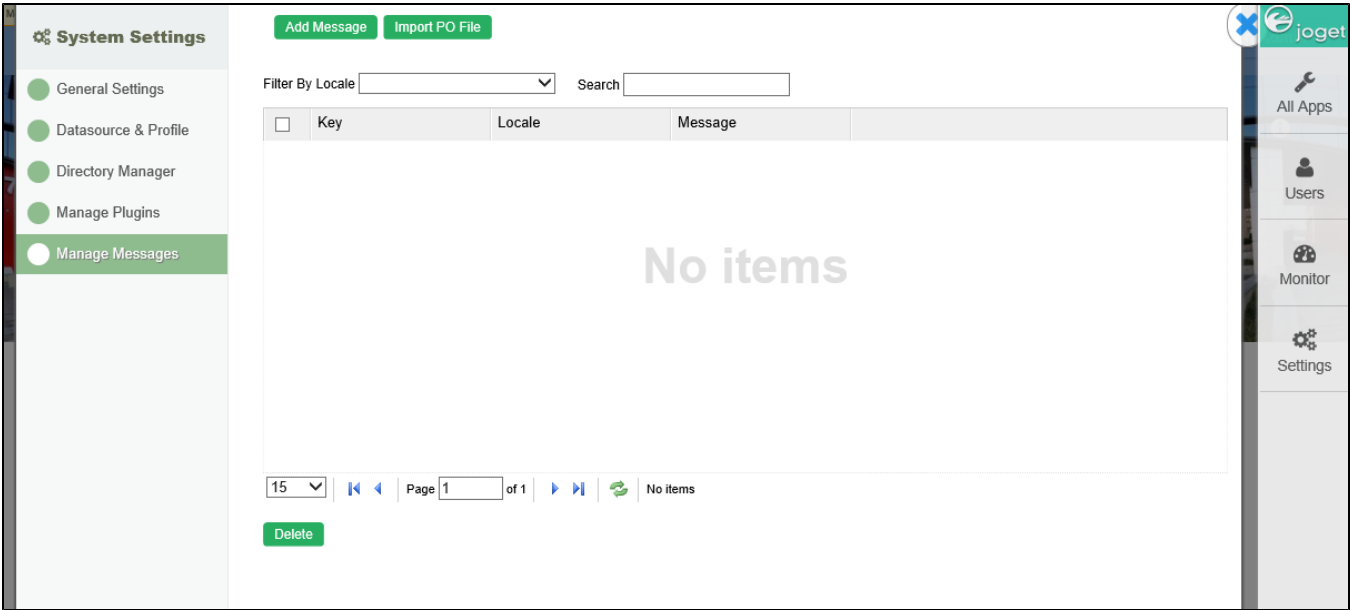 M
System Settings
General Settings
Datasource & Profile
Directory Manager
Manage Plugins
Manage Messages
Add Message Import PO File
Filter By Locale Search
Key Locale Message
No items
15 Page 1 of 1 No items
Delete
joget
All Apps
Users
Monitor
Settings